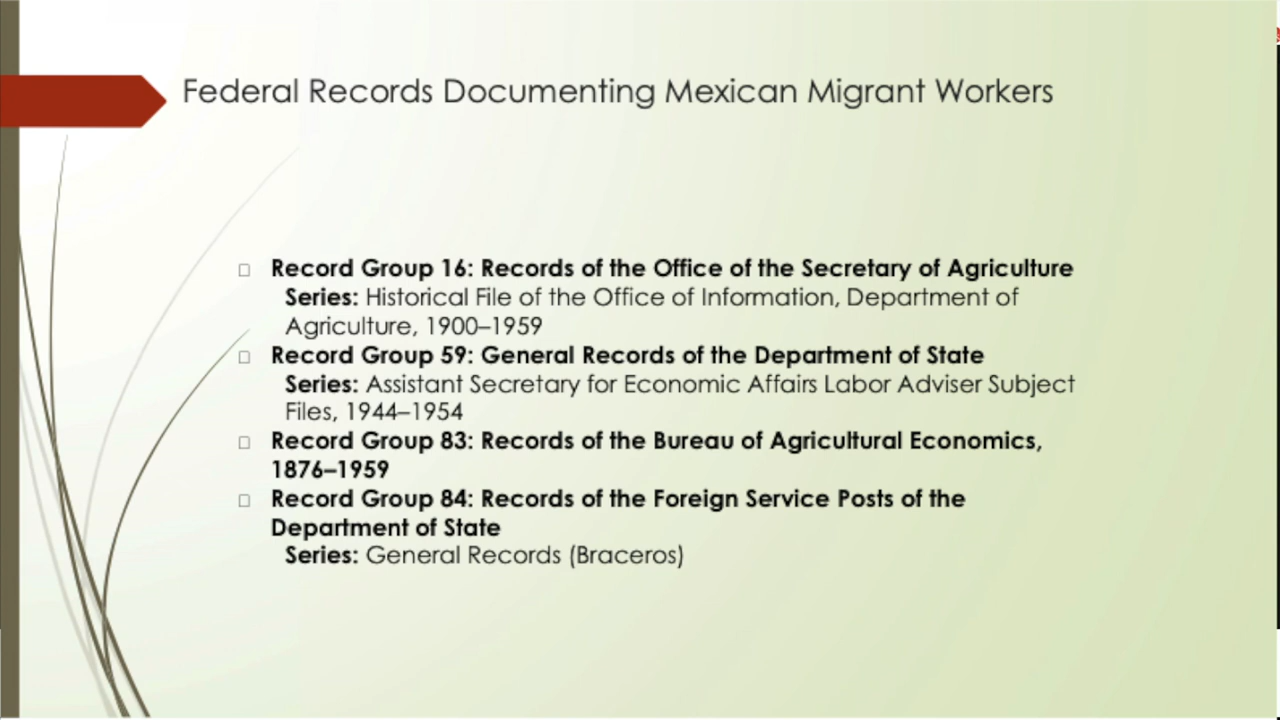 Federal Records Documenting Mexican Migrant Workers
Record Group 16: Records of the Office of the Secretary of Agriculture
Series: Historical File of the Office of Information, Department of
Agriculture, 1900–1959
Record Group 59: General Records of the Department of State
Series: Assistant Secretary for Economic Affairs Labor Adviser Subject
Files, 1944–1954
Record Group 83: Records of the Bureau of Agricultural Economics,
1876–1959
Record Group 84: Records of the Foreign Service Posts of the
Department of State
Series: General Records (Braceros)